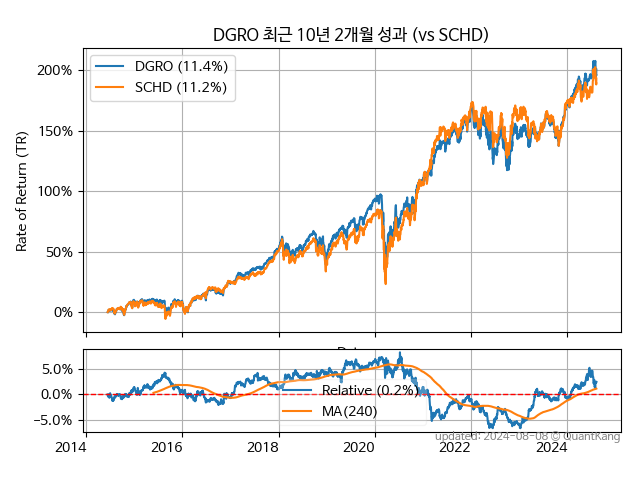 DGRO 최근 10년 2개월 성과 (vs SCHD)
DGRO (11.4%)
SCHD (11.2%)
Rate of Return (TR)
200%
150%
100%
50%
0%
5.0%
0.0%
−5.0%
Relative (0.2%)
MA(240)
2014 2016 2018 2020 2022 2024
updated: 2024-08-08 © QuantKang